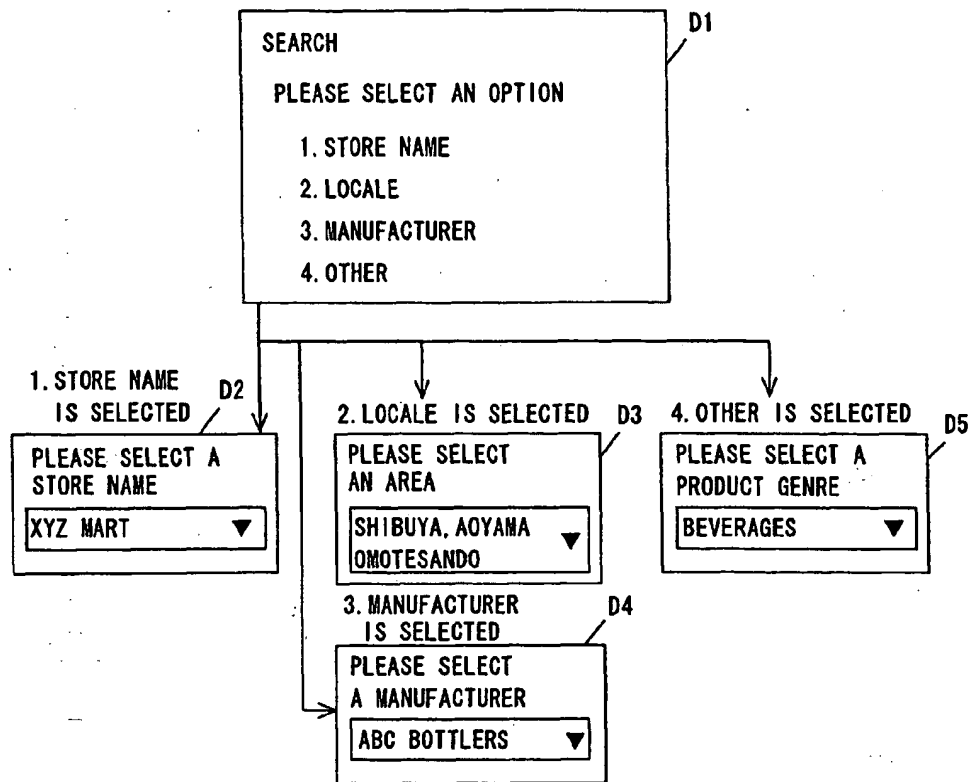 D1
SEARCH
PLEASE SELECT AN OPTION
1. STORE NAME
2. LOCALE
3. MANUFACTURER
4. OTHER
1. STORE NAME
IS SELECTED
D2
PLEASE SELECT A
STORE NAME
XYZ MART
2. LOCALE IS SELECTED
D3
PLEASE SELECT
AN AREA
SHIBUYA, AOYAMA
OMOTESANDO
4. OTHER IS SELECTED
D5
PLEASE SELECT A
PRODUCT GENRE
BEVERAGES
3. MANUFACTURER
IS SELECTED
D4
PLEASE SELECT
A MANUFACTURER
ABC BOTTLERS